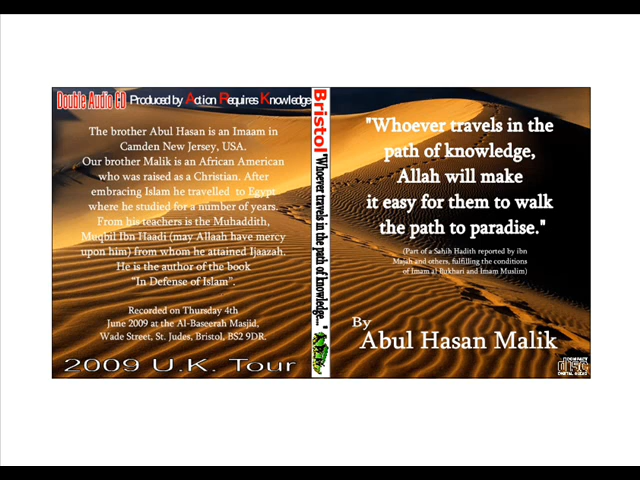 Double Audio CD Produced by Action Requires Knowledge
The brother Abul Hasan is an Imaam in
Camden New Jersey, USA.
Our brother Malik is an African American
who was raised as a Christian. After
embracing Islam he travelled to Egypt
where he studied for a number of years.
From his teachers is the Muhaddith,
Muqbil Ibn Haadi (may Allaah have mercy
upon him) from whom he attained Ijaazah.
He is the author of the book
"In Defense of Islam".
Recorded on Thursday 4th
June 2009 at the Al-Baseerah Masjid,
Wade Street, St. Judes, Bristol, BS2 9DR.
2009 U.K. Tour
Bristol "Whoever travels in the path of knowledge..."
"Whoever travels in the
path of knowledge,
Allah will make
it easy for them to walk
the path to paradise."
(Part of a Sahih Hadith reported by ibn
Majah and others, fulfilling the conditions
of Imam al Bukhari and Imam Muslim)
By
Abul Hasan Malik
COMPACT
disc
DIGITAL AUDIO